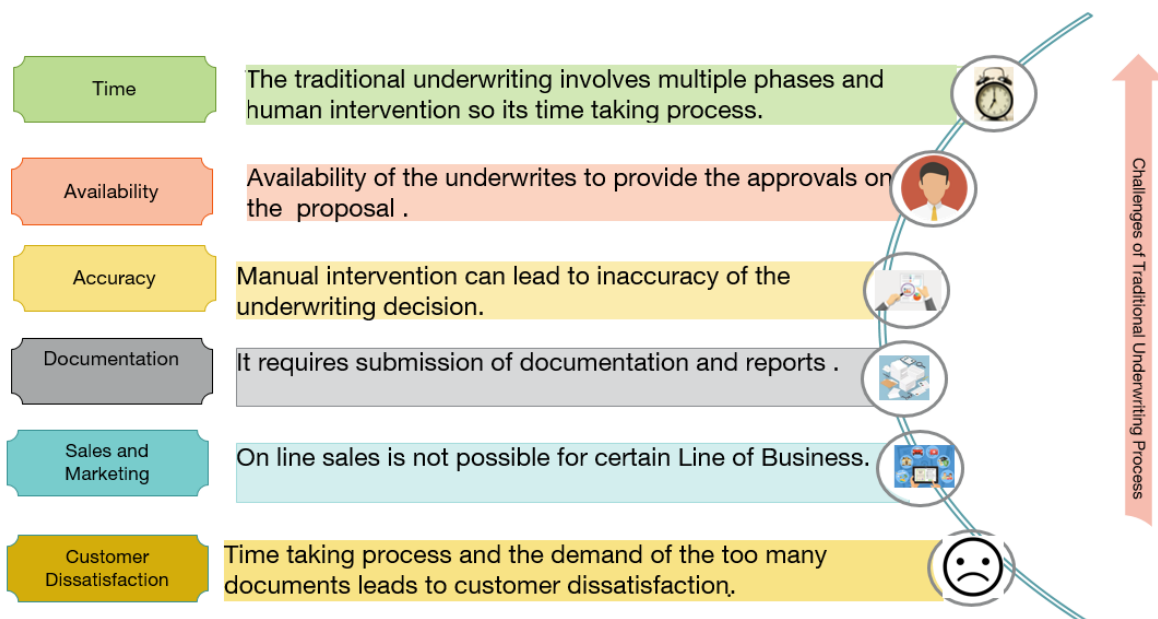 Time
The traditional underwriting involves multiple phases and
human intervention so its time taking process.
Availability
Availability of the underwrites to provide the approvals on
the proposal .
Accuracy
Manual intervention can lead to inaccuracy of the
underwriting decision.
Documentation
It requires submission of documentation and reports .
Sales and
Marketing
On line sales is not possible for certain Line of Business.
Customer
Dissatisfaction
Time taking process and the demand of the too many
documents leads to customer dissatisfaction,.
Challenges of Traditional Underwriting Process